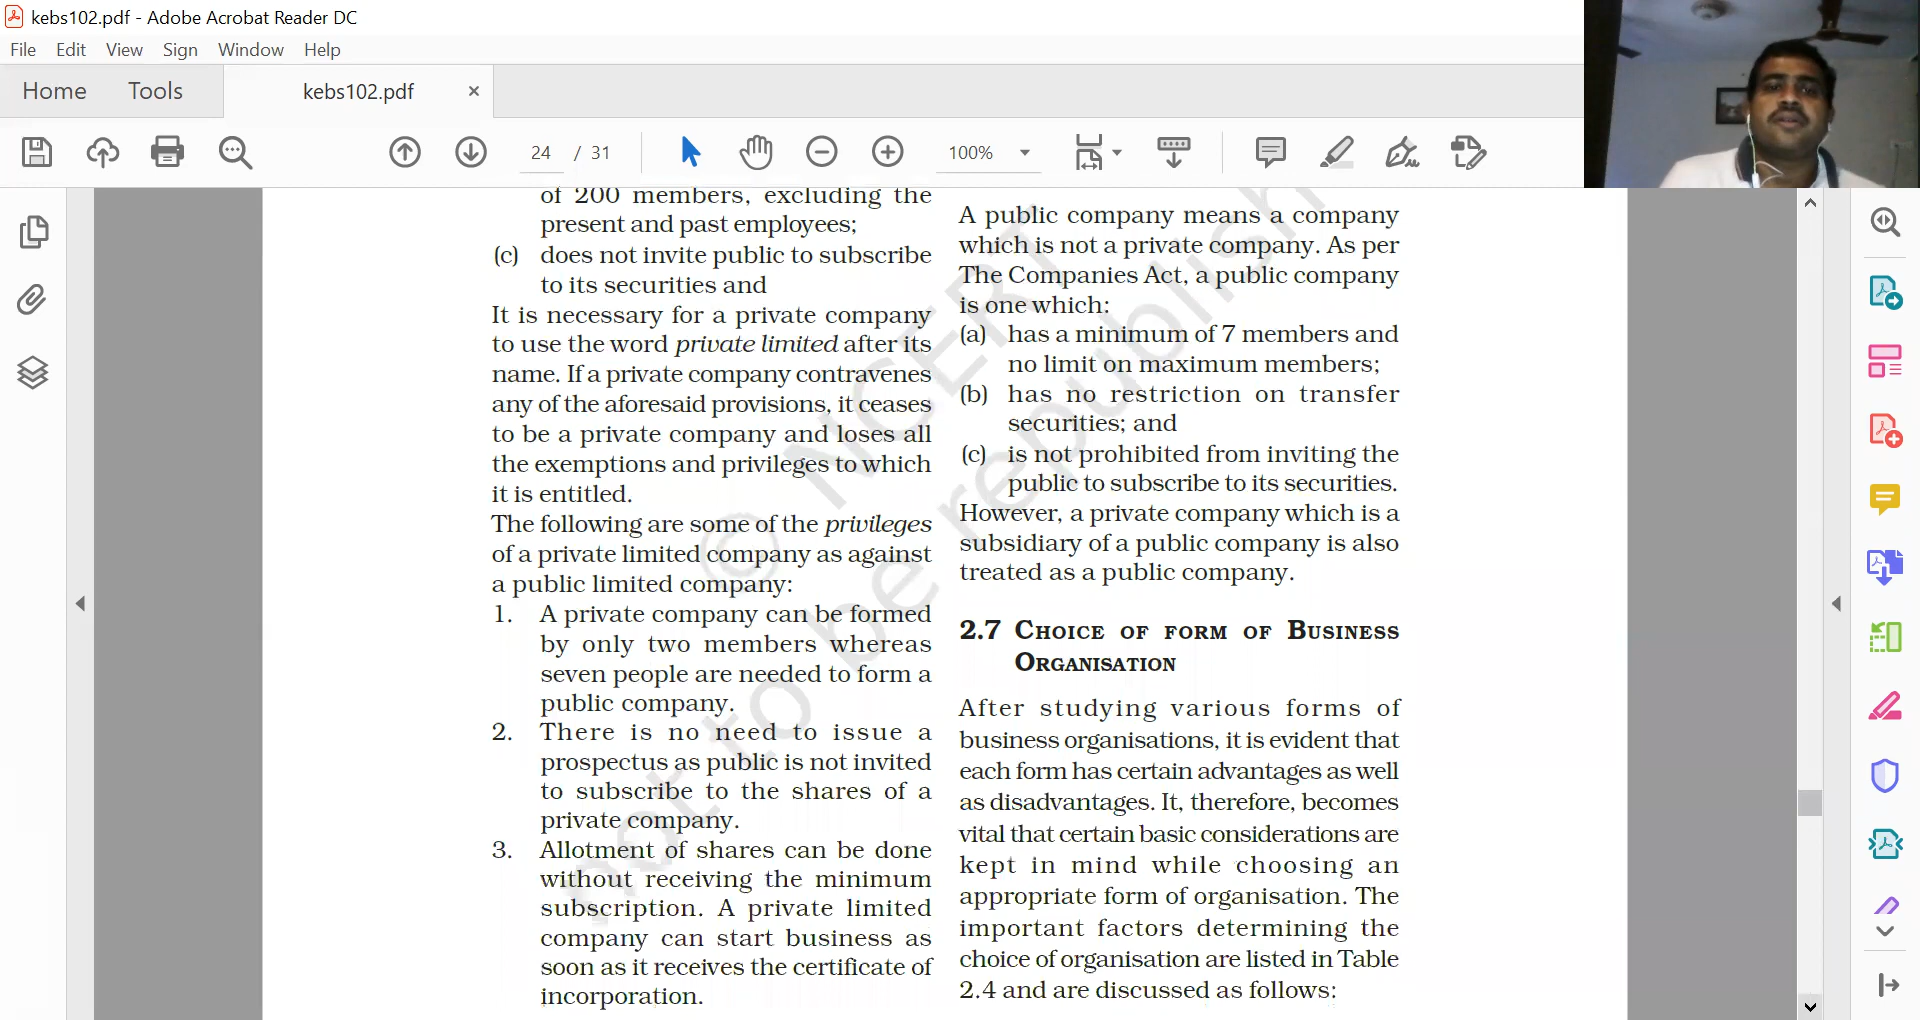 kebs102.pdf - Adobe Acrobat Reader DC
File Edit View Sign Window Help
Home Tools kebs102.pdf ×
24 / 31 100%
of 200 members, excluding the
present and past employees;
(c) does not invite public to subscribe
to its securities and
It is necessary for a private company
to use the word private limited after its
name. If a private company contravenes
any of the aforesaid provisions, it ceases
to be a private company and loses all
the exemptions and privileges to which
it is entitled.
The following are some of the privileges
of a private limited company as against
a public limited company:
1. A private company can be formed
by only two members whereas
seven people are needed to form a
public company.
2. There is no need to issue a
prospectus as public is not invited
to subscribe to the shares of a
private company.
3. Allotment of shares can be done
without receiving the minimum
subscription. A private limited
company can start business as
soon as it receives the certificate of
incorporation.
A public company means a company
which is not a private company. As per
The Companies Act, a public company
is one which:
(a) has a minimum of 7 members and
no limit on maximum members;
(b) has no restriction on transfer
securities; and
(c) is not prohibited from inviting the
public to subscribe to its securities.
However, a private company which is a
subsidiary of a public company is also
treated as a public company.
2.7 Choice of form of Business
Organisation
After studying various forms of
business organisations, it is evident that
each form has certain advantages as well
as disadvantages. It, therefore, becomes
vital that certain basic considerations are
kept in mind while choosing an
appropriate form of organisation. The
important factors determining the
choice of organisation are listed in Table
2.4 and are discussed as follows:
© NCERT
not to be republish